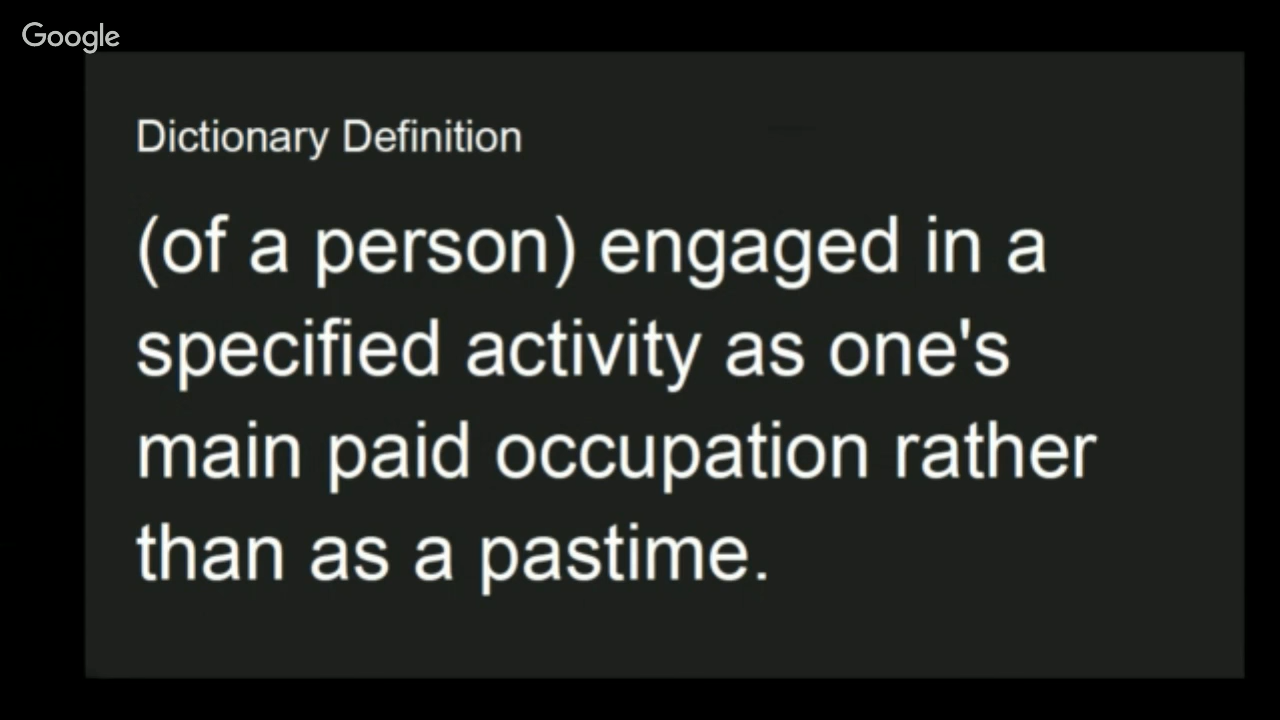 Google
Dictionary Definition
(of a person) engaged in a
specified activity as one's
main paid occupation rather
than as a pastime.